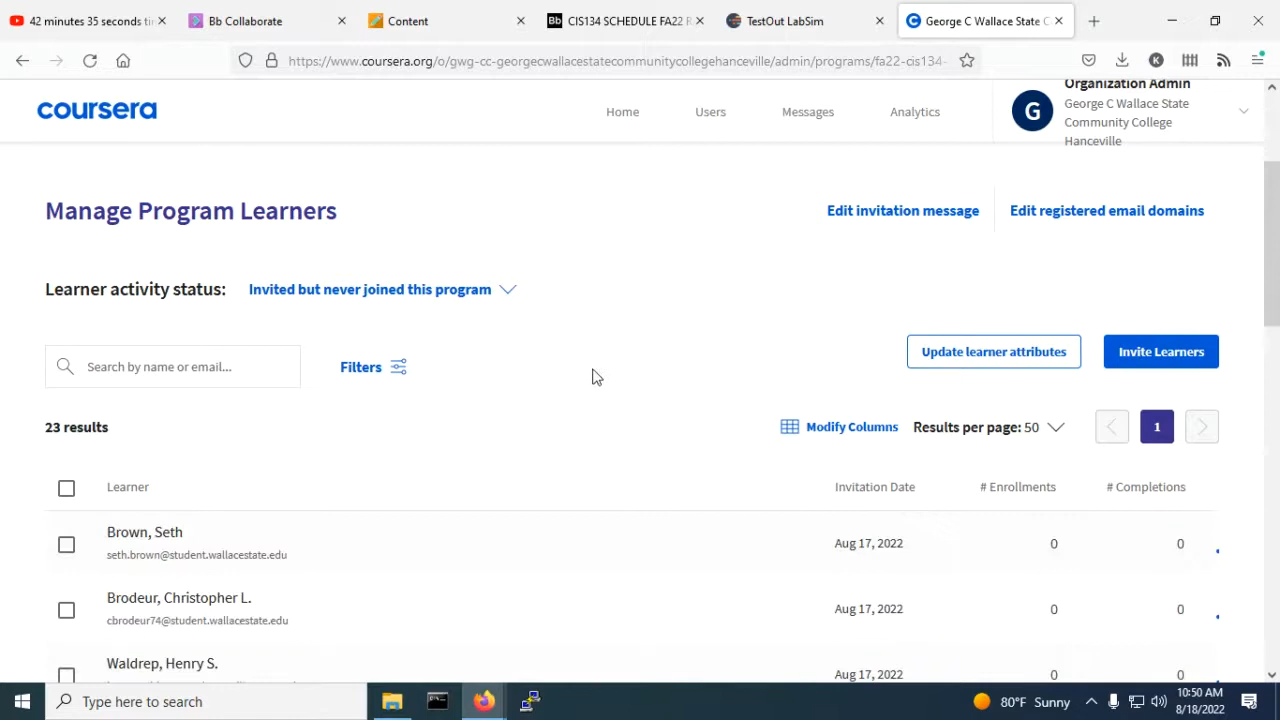 42 minutes 35 seconds ti
Bb Collaborate
Content
Bb CIS134 SCHEDULE FA22 R
TestOut LabSim
George C Wallace State C
https://www.coursera.org/o/gwg-cc-georgecwallacestatecommunitycollegehanceville/admin/programs/fa22-cis134-
K
coursera
Home
Users
Messages
Analytics
G
Organization Admin
George C Wallace State
Community College
Hanceville
Manage Program Learners
Edit invitation message
Edit registered email domains
Learner activity status: Invited but never joined this program
Search by name or email...
Filters
Update learner attributes
Invite Learners
23 results
Modify Columns
Results per page: 50
1
Learner
Invitation Date
# Enrollments
# Completions
Brown, Seth
seth.brown@student.wallacestate.edu
Aug 17, 2022
0
0
Brodeur, Christopher L.
cbrodeur74@student.wallacestate.edu
Aug 17, 2022
0
0
Waldrep, Henry S.
Aug 17, 2022
0
0
Type here to search
80°F Sunny
10:50 AM
8/18/2022